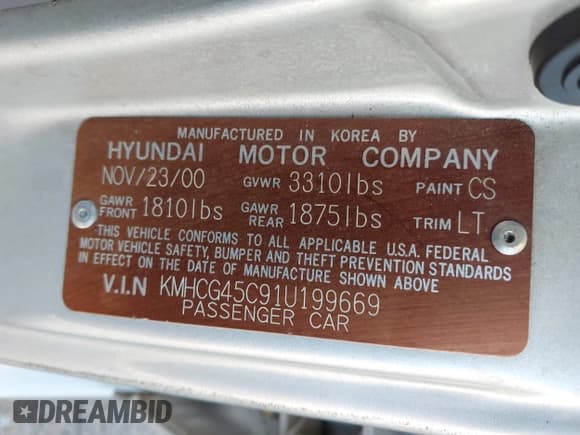 MANUFACTURED IN KOREA BY
HYUNDAI MOTOR COMPANY
NOV/23/00 GVWR 3310lbs PAINT CS
GAWR FRONT 1810lbs GAWR REAR 1875lbs TRIM LT
THIS VEHICLE CONFORMS TO ALL APPLICABLE U.S.A. FEDERAL
MOTOR VEHICLE SAFETY, BUMPER AND THEFT PREVENTION STANDARDS
IN EFFECT ON THE DATE OF MANUFACTURE SHOWN ABOVE
V.I.N KMHCG45C91U199669
PASSENGER CAR
DREAMBID